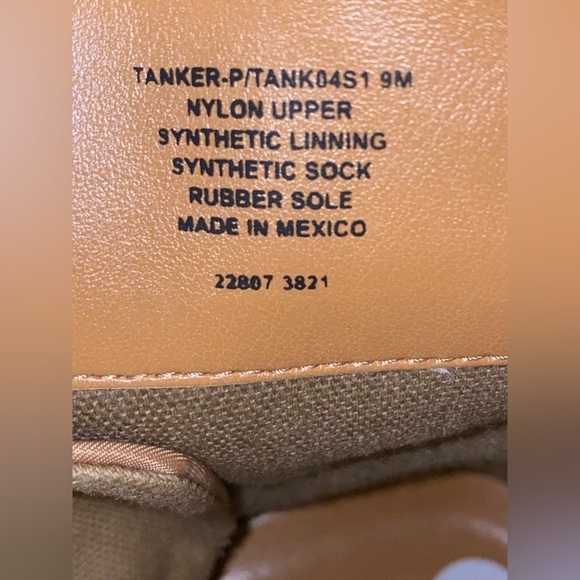 TANKER-P/TANK04S1 9M
NYLON UPPER
SYNTHETIC LINNING
SYNTHETIC SOCK
RUBBER SOLE
MADE IN MEXICO
22807 3821